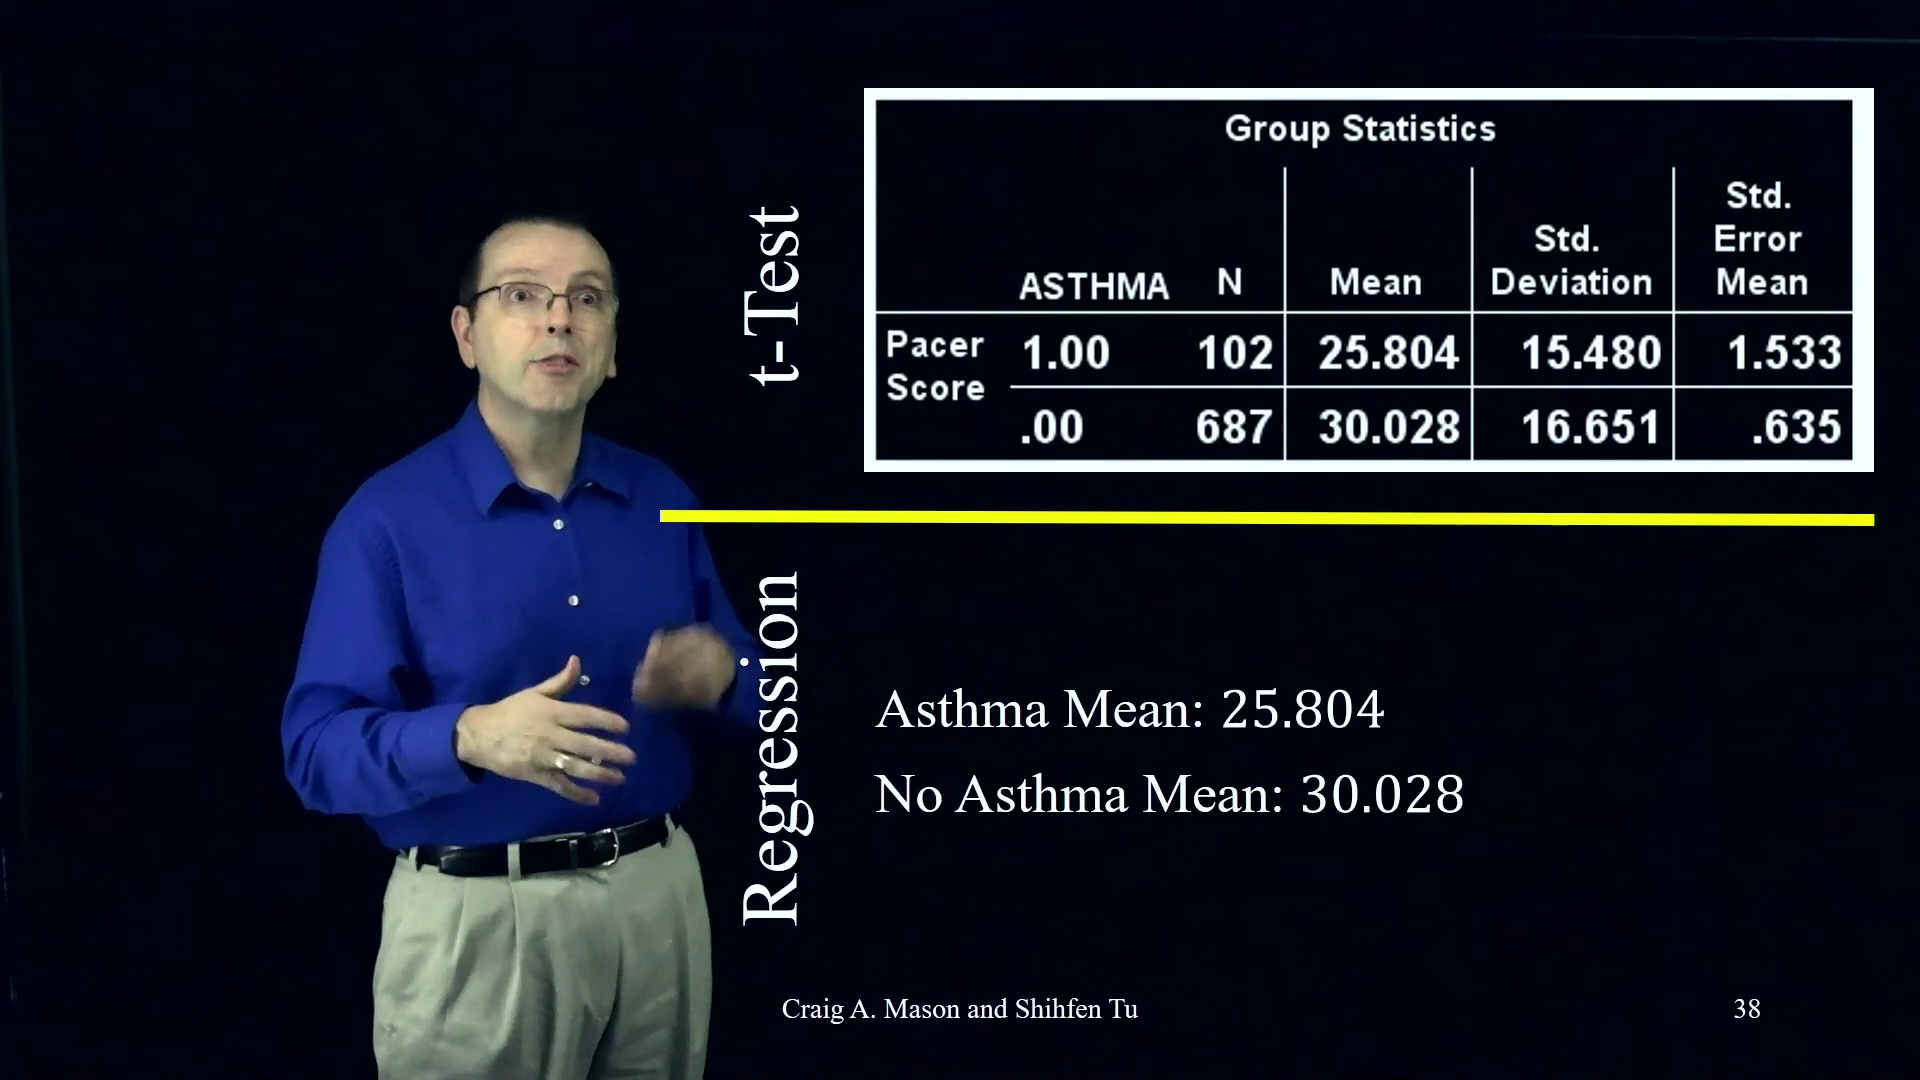 t-Test
Group Statistics
ASTHMA N Mean Std. Deviation Std. Error Mean
Pacer Score 1.00 102 25.804 15.480 1.533
.00 687 30.028 16.651 .635
Regression
Asthma Mean: 25.804
No Asthma Mean: 30.028
Craig A. Mason and Shihfen Tu
38